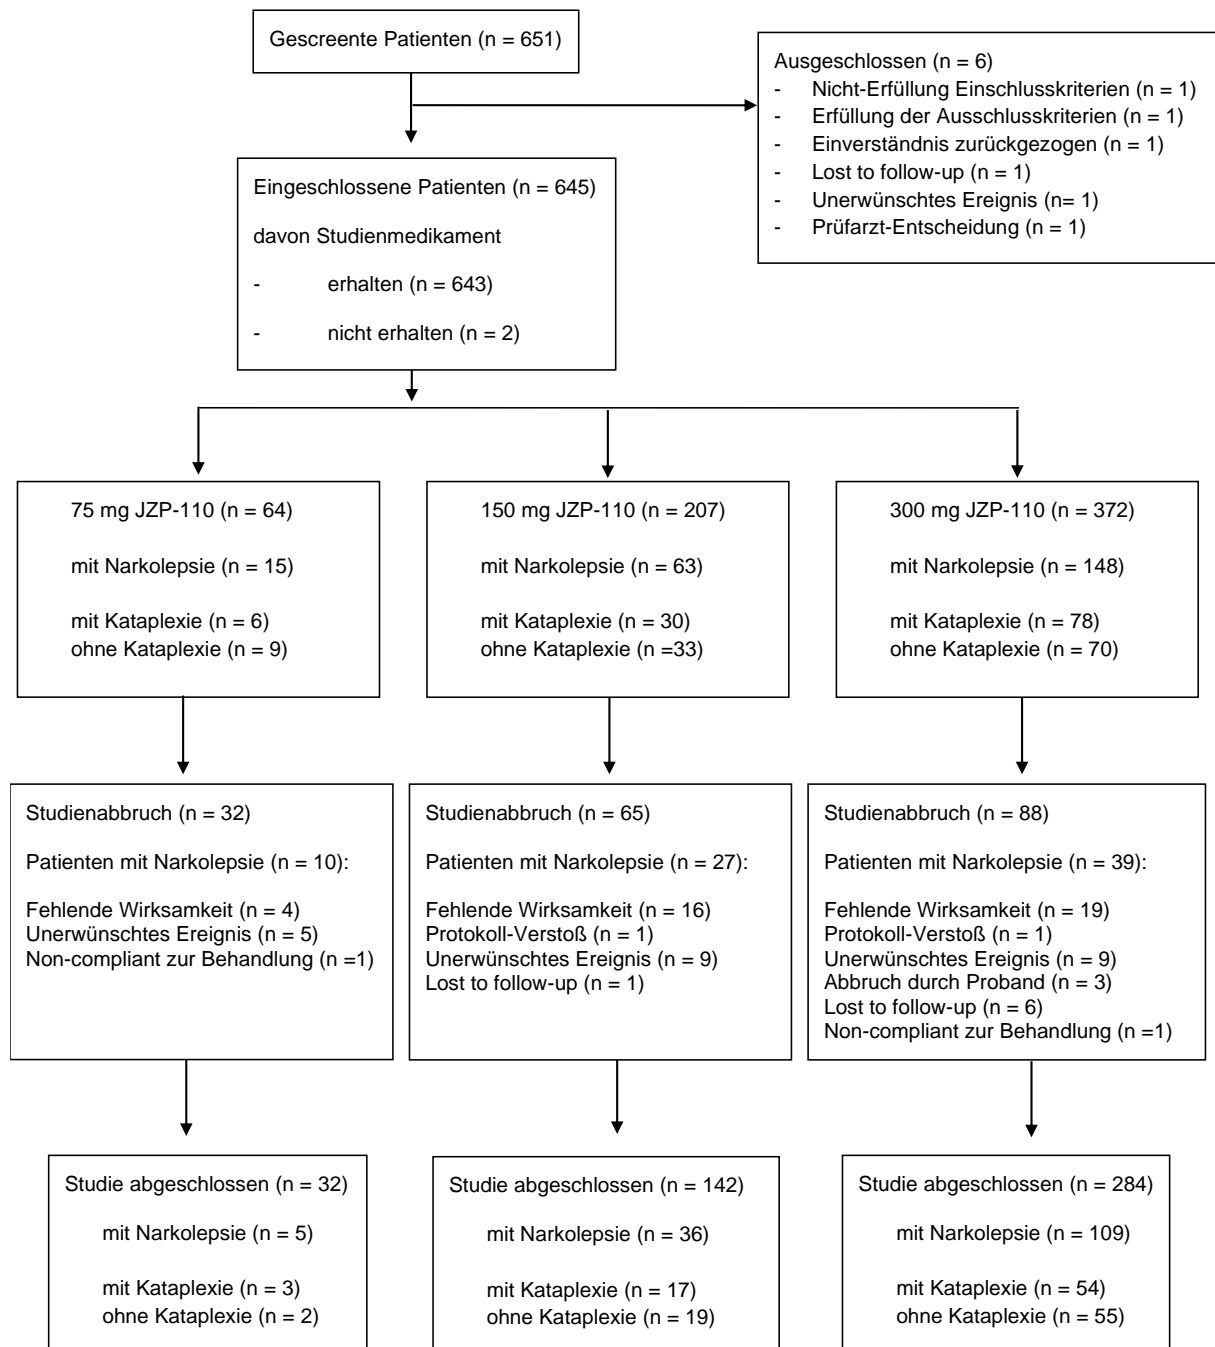 Gescreente Patienten (n = 651)
Ausgeschlossen (n = 6)
- Nicht-Erfüllung Einschlusskriterien (n = 1)
- Erfüllung der Ausschlusskriterien (n = 1)
- Einverständnis zurückgezogen (n = 1)
- Lost to follow-up (n = 1)
- Unerwünschtes Ereignis (n= 1)
- Prüfarzt-Entscheidung (n = 1)
Eingeschlossene Patienten (n = 645)
davon Studienmedikament
- erhalten (n = 643)
- nicht erhalten (n = 2)
75 mg JZP-110 (n = 64)
mit Narkolepsie (n = 15)
mit Kataplexie (n = 6)
ohne Kataplexie (n = 9)
150 mg JZP-110 (n = 207)
mit Narkolepsie (n = 63)
mit Kataplexie (n = 30)
ohne Kataplexie (n =33)
300 mg JZP-110 (n = 372)
mit Narkolepsie (n = 148)
mit Kataplexie (n = 78)
ohne Kataplexie (n = 70)
Studienabbruch (n = 32)
Patienten mit Narkolepsie (n = 10):
Fehlende Wirksamkeit (n = 4)
Unerwünschtes Ereignis (n = 5)
Non-compliant zur Behandlung (n =1)
Studienabbruch (n = 65)
Patienten mit Narkolepsie (n = 27):
Fehlende Wirksamkeit (n = 16)
Protokoll-Verstoß (n = 1)
Unerwünschtes Ereignis (n = 9)
Lost to follow-up (n = 1)
Studienabbruch (n = 88)
Patienten mit Narkolepsie (n = 39):
Fehlende Wirksamkeit (n = 19)
Protokoll-Verstoß (n = 1)
Unerwünschtes Ereignis (n = 9)
Abbruch durch Proband (n = 3)
Lost to follow-up (n = 6)
Non-compliant zur Behandlung (n =1)
Studie abgeschlossen (n = 32)
mit Narkolepsie (n = 5)
mit Kataplexie (n = 3)
ohne Kataplexie (n = 2)
Studie abgeschlossen (n = 142)
mit Narkolepsie (n = 36)
mit Kataplexie (n = 17)
ohne Kataplexie (n = 19)
Studie abgeschlossen (n = 284)
mit Narkolepsie (n = 109)
mit Kataplexie (n = 54)
ohne Kataplexie (n = 55)